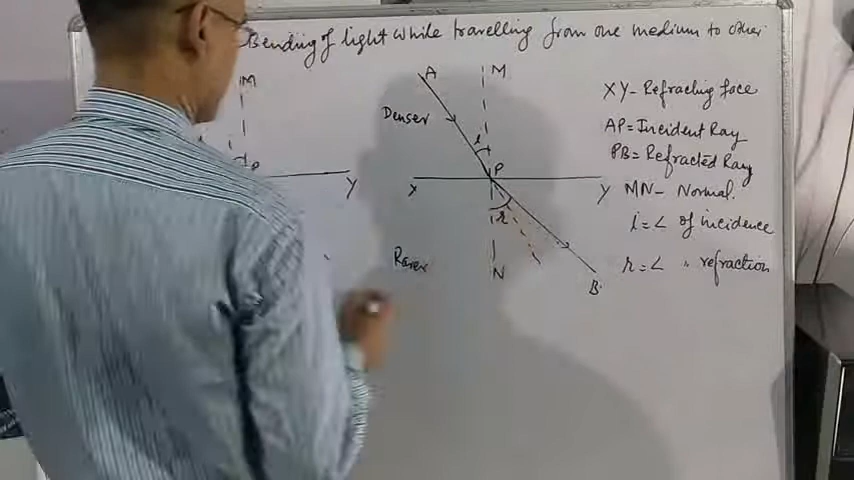 Bending of light while travelling from one medium to other
M
P
Y
A
M
Denser
i
P
X
Y
r
Rarer
N
B
XY- Refracting face
AP= Incident Ray
PB= Refracted Ray
MN- Normal.
i = ∠ of incidence
r = ∠ " refraction